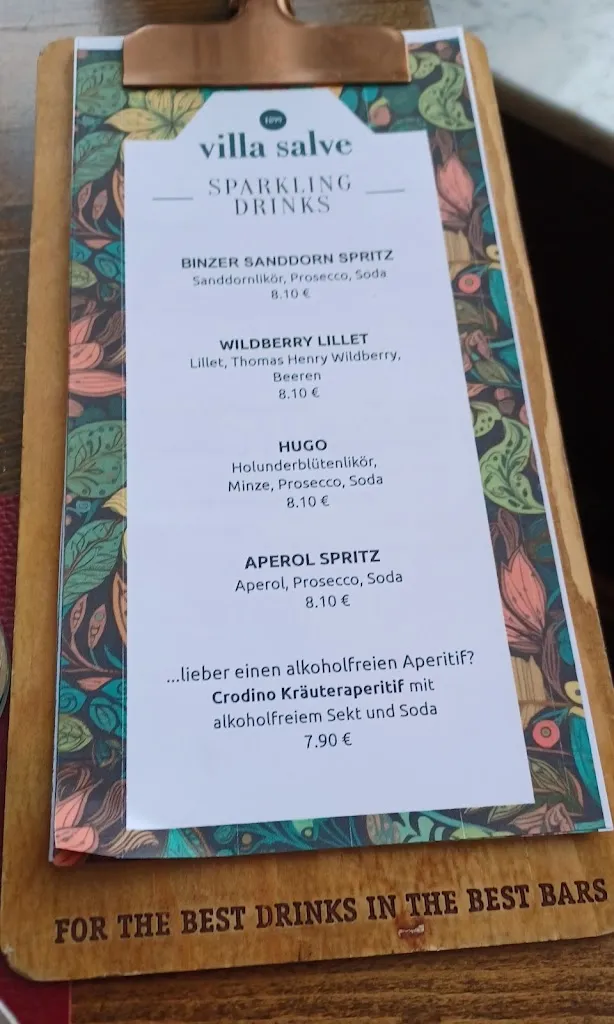 villa salve
SPARKLING
DRINKS
BINZER SANDDORN SPRITZ
Sanddornlikör, Prosecco, Soda
8.10 €
WILDBERRY LILLET
Lillet, Thomas Henry Wildberry,
Beeren
8.10 €
HUGO
Holunderblütenlikör,
Minze, Prosecco, Soda
8.10 €
APEROL SPRITZ
Aperol, Prosecco, Soda
8.10 €
...lieber einen alkoholfreien Aperitif?
Crodino Kräuteraperitif mit
alkoholfreiem Sekt und Soda
7.90 €
FOR THE BEST DRINKS IN THE BEST BARS